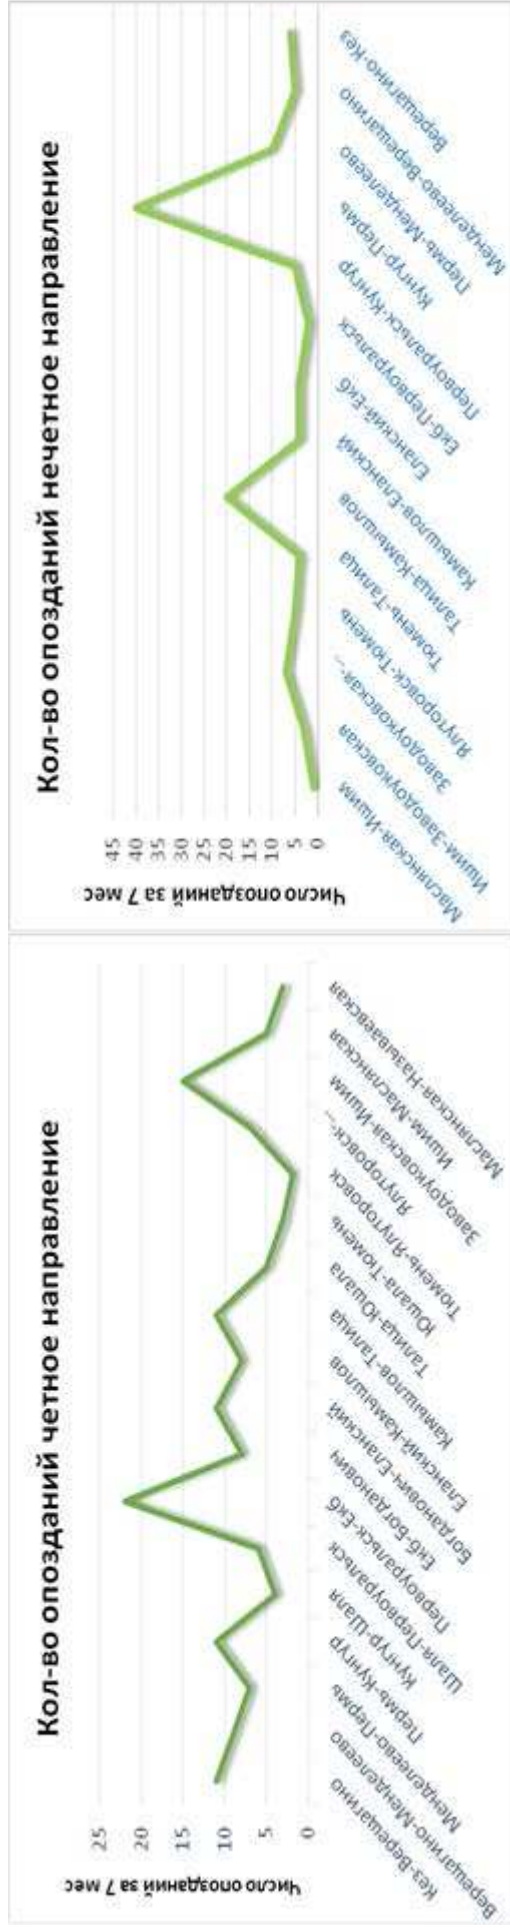 Кол-во опозданий четное направление
Число опозданий за 7 мес
25
20
15
10
5
0
Кез-Верещагино
Верещагино-Менделеево
Менделеево-Пермь
Пермь-Кунгур
Кунгур-Шаля
Шаля-Первоуральск
Первоуральск-Екб
Екб-Богданович
Богданович-Еланский
Еланский-Камышлов
Камышлов-Талица
Талица-Юшала
Юшала-Тюмень
Тюмень-Ялуторовск
Ялуторовск-...
Заводоуковская-Ишим
Ишим-Маслянская
Маслянская-Называевская
Кол-во опозданий нечетное направление
Число опозданий за 7 мес
45
40
35
30
25
20
15
10
5
0
Маслянская-Ишим
Ишим-Заводоуковская
Заводоуковская-...
Ялуторовск-Тюмень
Тюмень-Талица
Талица-Камышлов
Камышлов-Еланский
Еланский-Екб
Екб-Первоуральск
Первоуральск-Кунгур
Кунгур-Пермь
Пермь-Менделеево
Менделеево-Верещагино
Верещагино-Кез